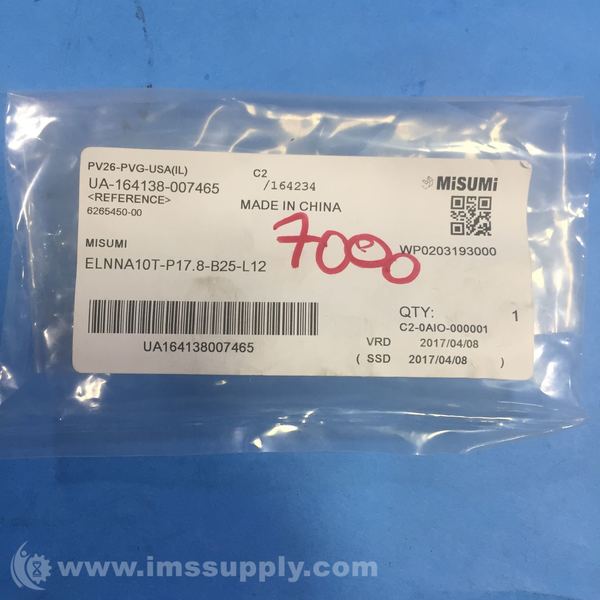 PV26-PVG-USA(IL)
C2
/164234
MiSUMi
UA-164138-007465
<REFERENCE>
6265450-00
MADE IN CHINA
7000
WP0203193000
MISUMI
ELNNA10T-P17.8-B25-L12
QTY: 1
C2-0AIO-000001
VRD 2017/04/08
( SSD 2017/04/08 )
UA164138007465
www.imssupply.com